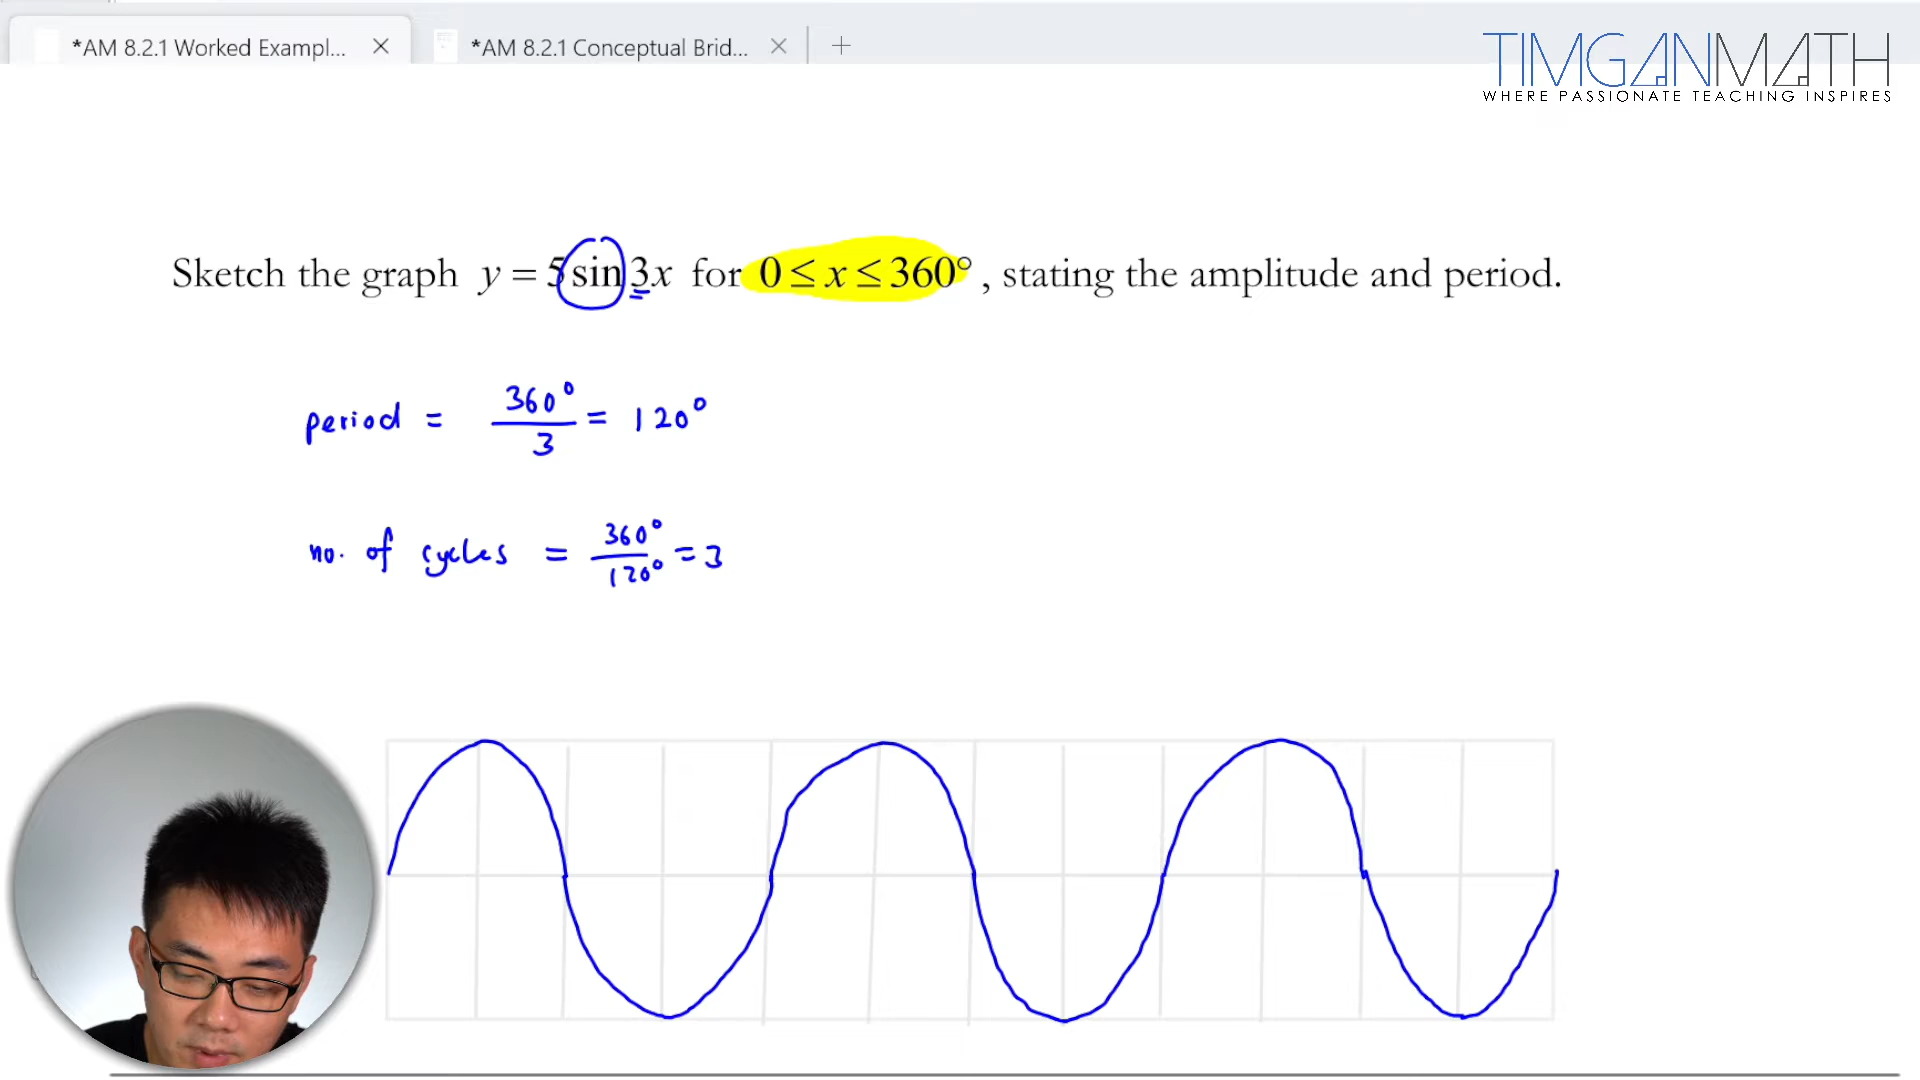 *AM 8.2.1 Worked Exampl...
*AM 8.2.1 Conceptual Brid...
TIMGANMATH
WHERE PASSIONATE TEACHING INSPIRES
Sketch the graph y = 5 sin 3x for 0 ≤ x ≤ 360°, stating the amplitude and period.
period = 360°/3 = 120°
no. of cycles = 360°/120° = 3